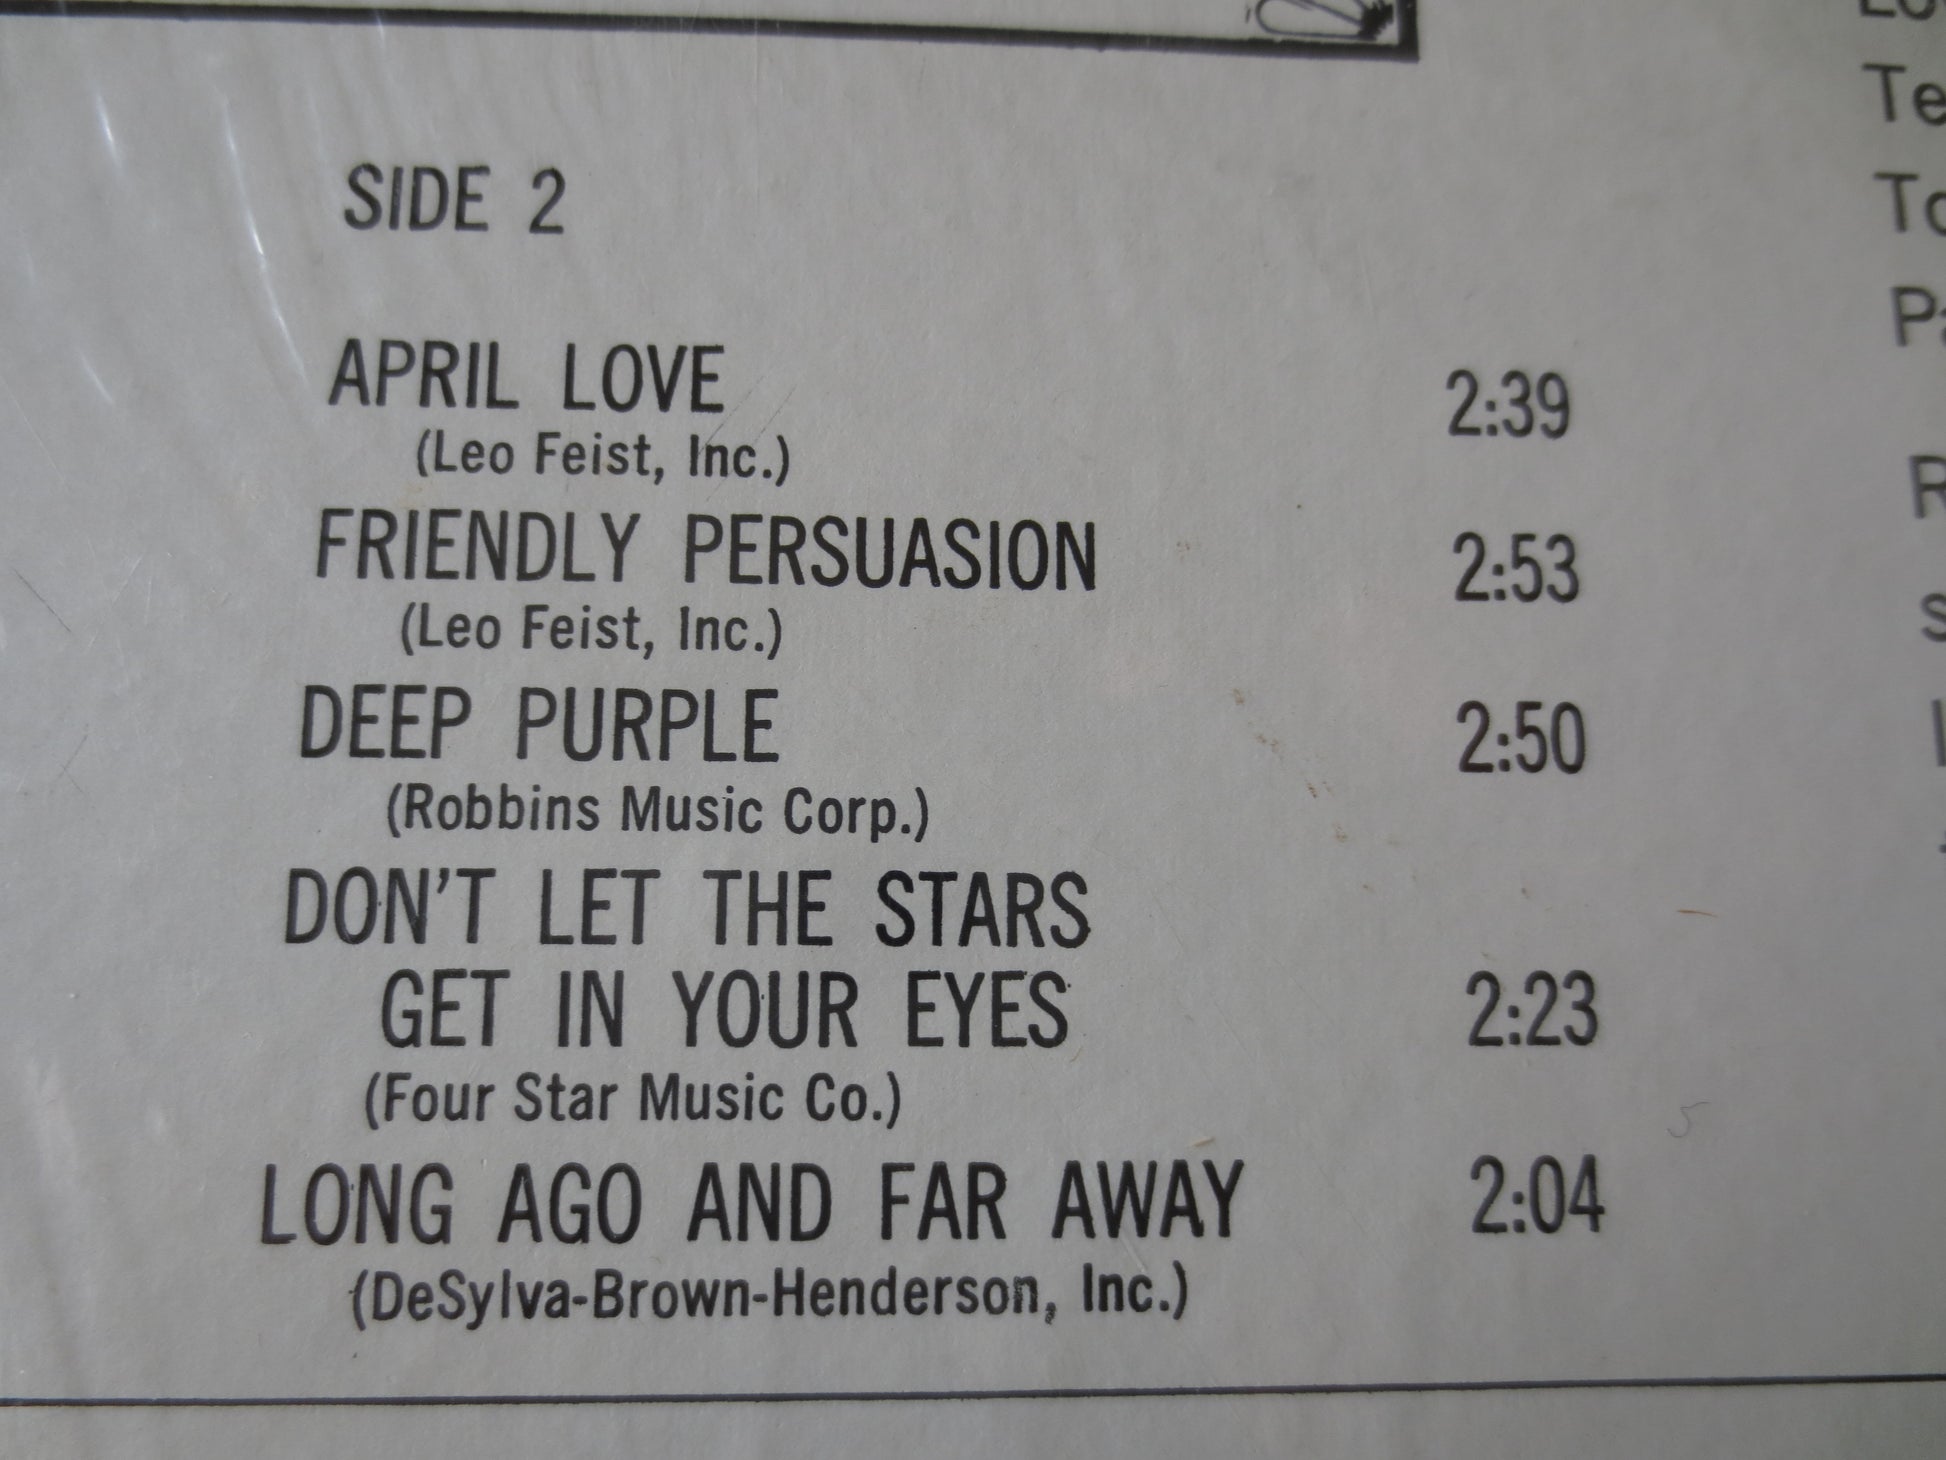 SIDE 2
APRIL LOVE 2:39
(Leo Feist, Inc.)
FRIENDLY PERSUASION 2:53
(Leo Feist, Inc.)
DEEP PURPLE 2:50
(Robbins Music Corp.)
DON'T LET THE STARS
GET IN YOUR EYES 2:23
(Four Star Music Co.)
LONG AGO AND FAR AWAY 2:04
(DeSylva-Brown-Henderson, Inc.)